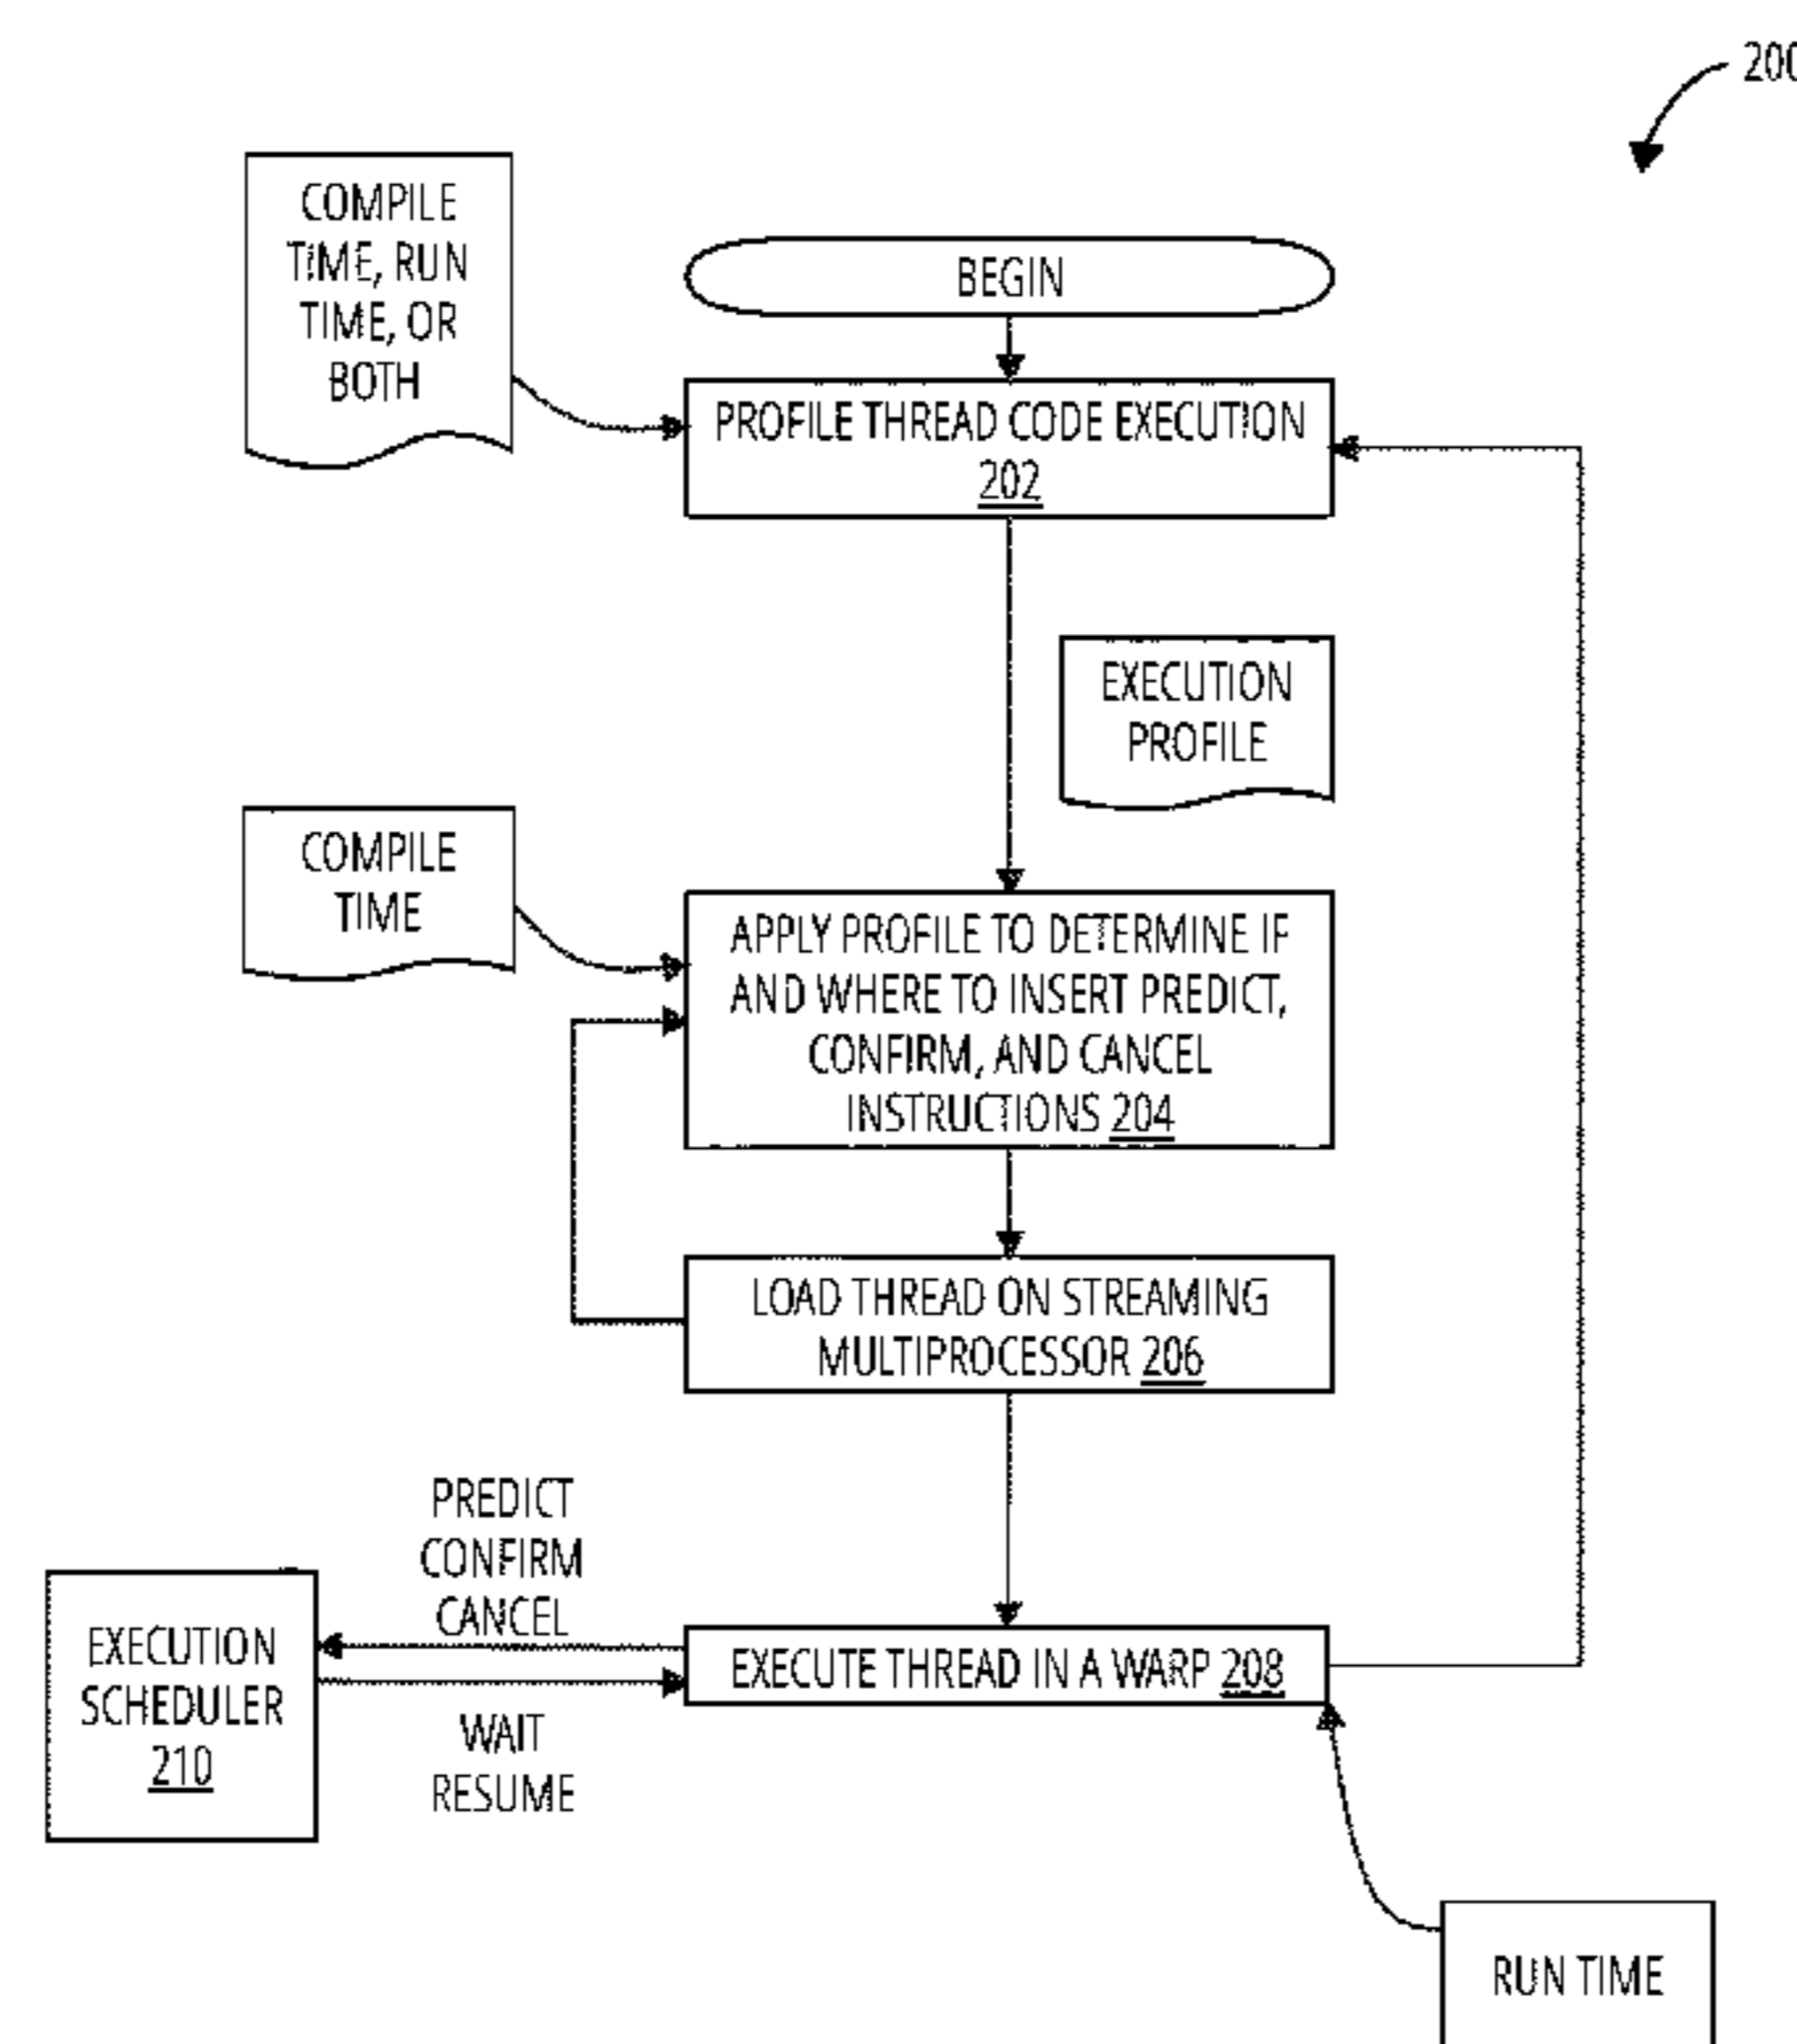 200
COMPILE
TIME, RUN
TIME, OR
BOTH
BEGIN
PROFILE THREAD CODE EXECUTION
202
EXECUTION
PROFILE
COMPILE
TIME
APPLY PROFILE TO DETERMINE IF
AND WHERE TO INSERT PREDICT,
CONFIRM, AND CANCEL
INSTRUCTIONS 204
LOAD THREAD ON STREAMING
MULTIPROCESSOR 206
PREDICT
CONFIRM
CANCEL
EXECUTION
SCHEDULER
210
EXECUTE THREAD IN A WARP 208
WAIT
RESUME
RUN TIME